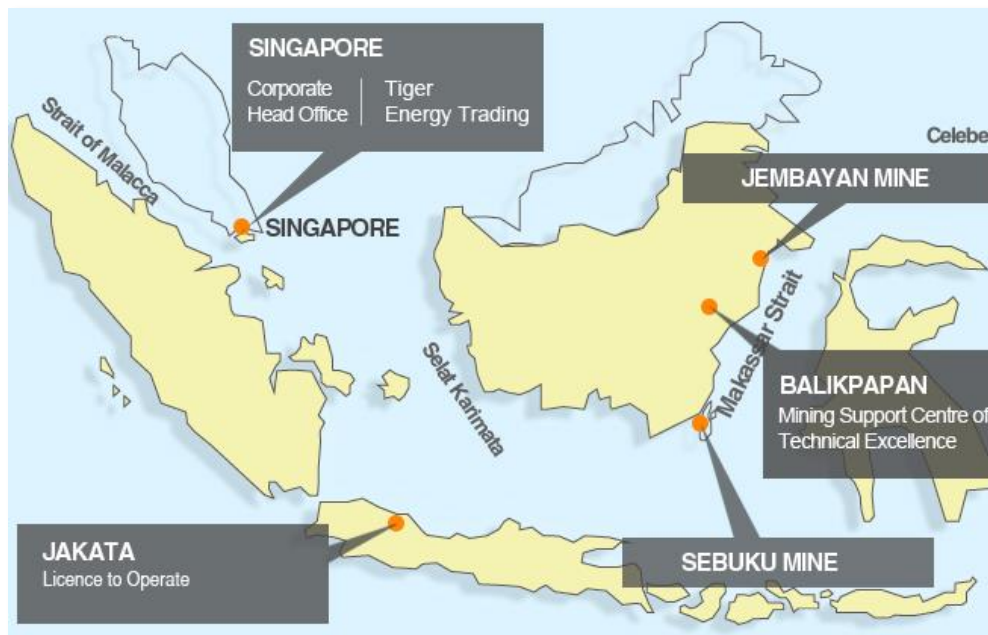 SINGAPORE
Corporate
Head Office
Tiger
Energy Trading
Strait of Malacca
Celebe
JEMBAYAN MINE
SINGAPORE
Makassar Strait
Selat Karimata
BALIKPAPAN
Mining Support Centre of
Technical Excellence
JAKATA
Licence to Operate
SEBUKU MINE